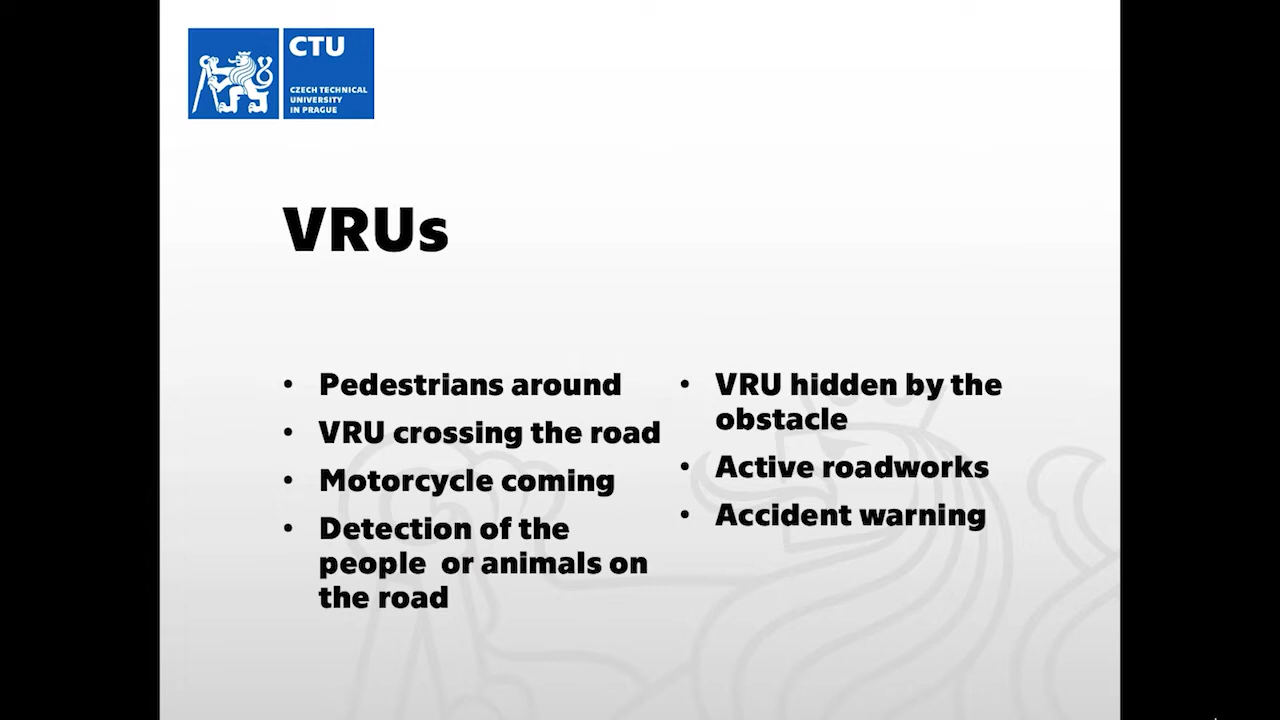 CTU
CZECH TECHNICAL
UNIVERSITY
IN PRAGUE
VRUs
• Pedestrians around
• VRU crossing the road
• Motorcycle coming
• Detection of the
people  or animals on
the road
• VRU hidden by the
obstacle
• Active roadworks
• Accident warning